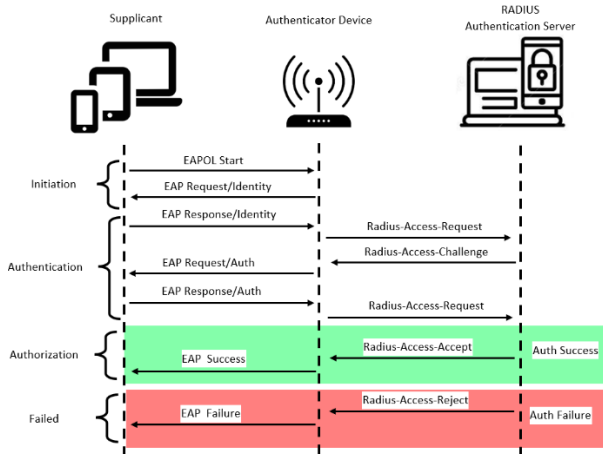 Supplicant
Authenticator Device
RADIUS
Authentication Server
EAPOL Start
Initiation
EAP Request/Identity
EAP Response/Identity
Radius-Access-Request
Radius-Access-Challenge
Authentication
EAP Request/Auth
EAP Response/Auth
Radius-Access-Request
Authorization
Radius-Access-Accept
Auth Success
EAP  Success
Radius-Access-Reject
Failed
EAP  Failure
Auth Failure